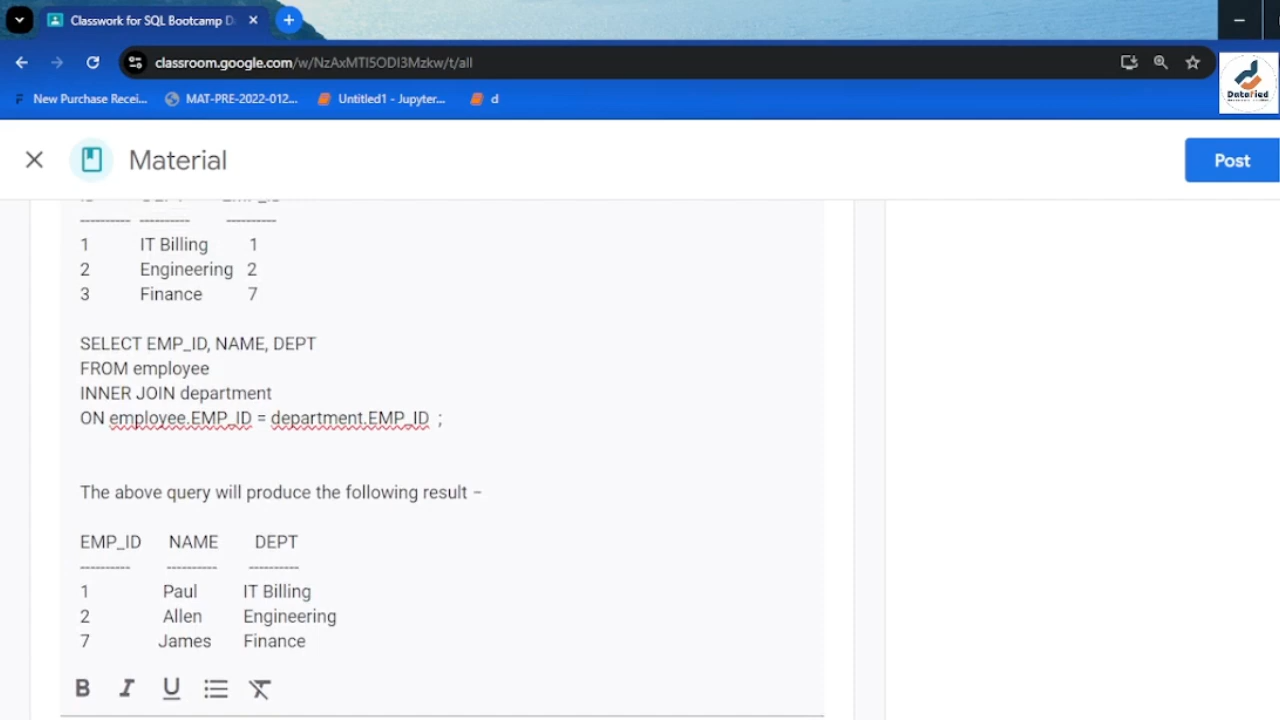 Classwork for SQL Bootcamp D
classroom.google.com/w/NzAxMTI5ODI3Mzkw/t/all
New Purchase Recei...
MAT-PRE-2022-012...
Untitled1 - Jupyter...
d
DataFied
Material
Post
---------- ---------- ----------
1 IT Billing 1
2 Engineering 2
3 Finance 7
SELECT EMP_ID, NAME, DEPT
FROM employee
INNER JOIN department
ON employee.EMP_ID = department.EMP_ID ;
The above query will produce the following result −
EMP_ID NAME DEPT
---------- ---------- ----------
1 Paul IT Billing
2 Allen Engineering
7 James Finance
B I U